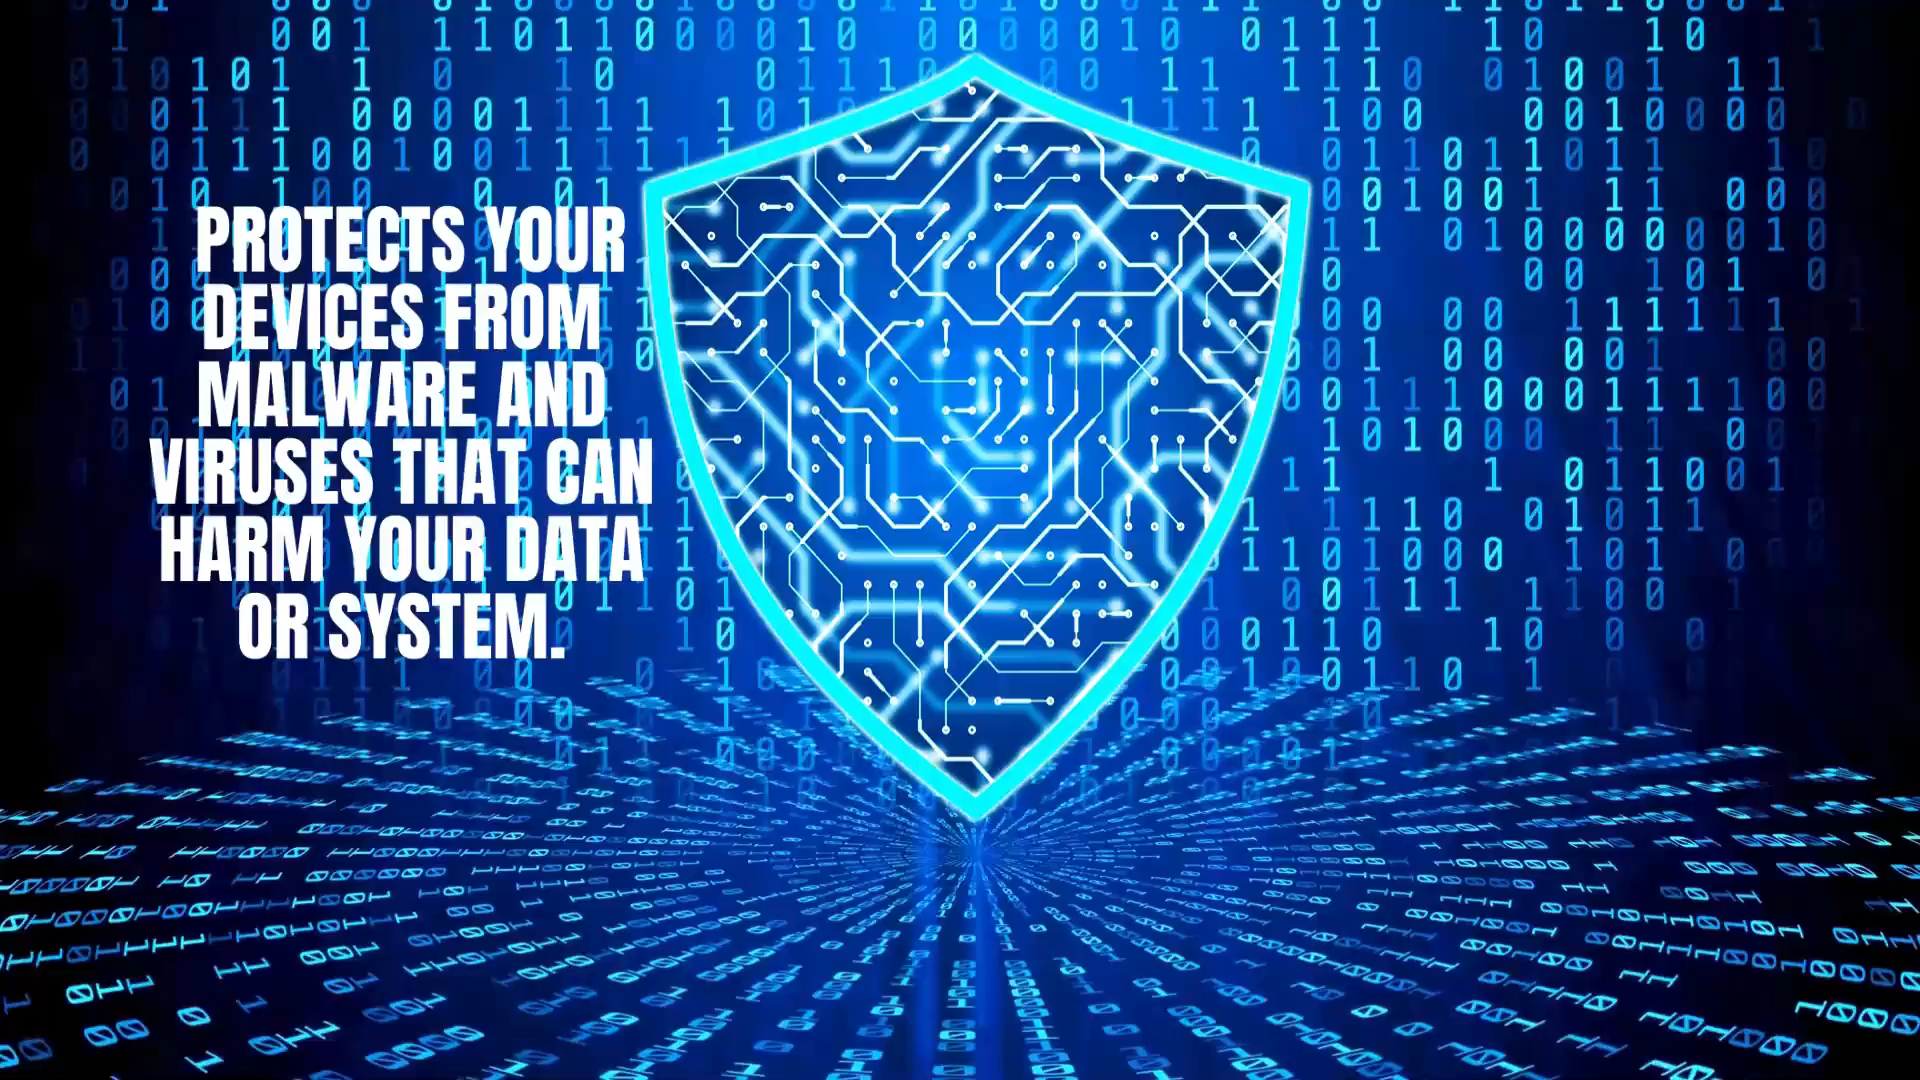 PROTECTS YOUR
DEVICES FROM
MALWARE AND
VIRUSES THAT CAN
HARM YOUR DATA
OR SYSTEM.